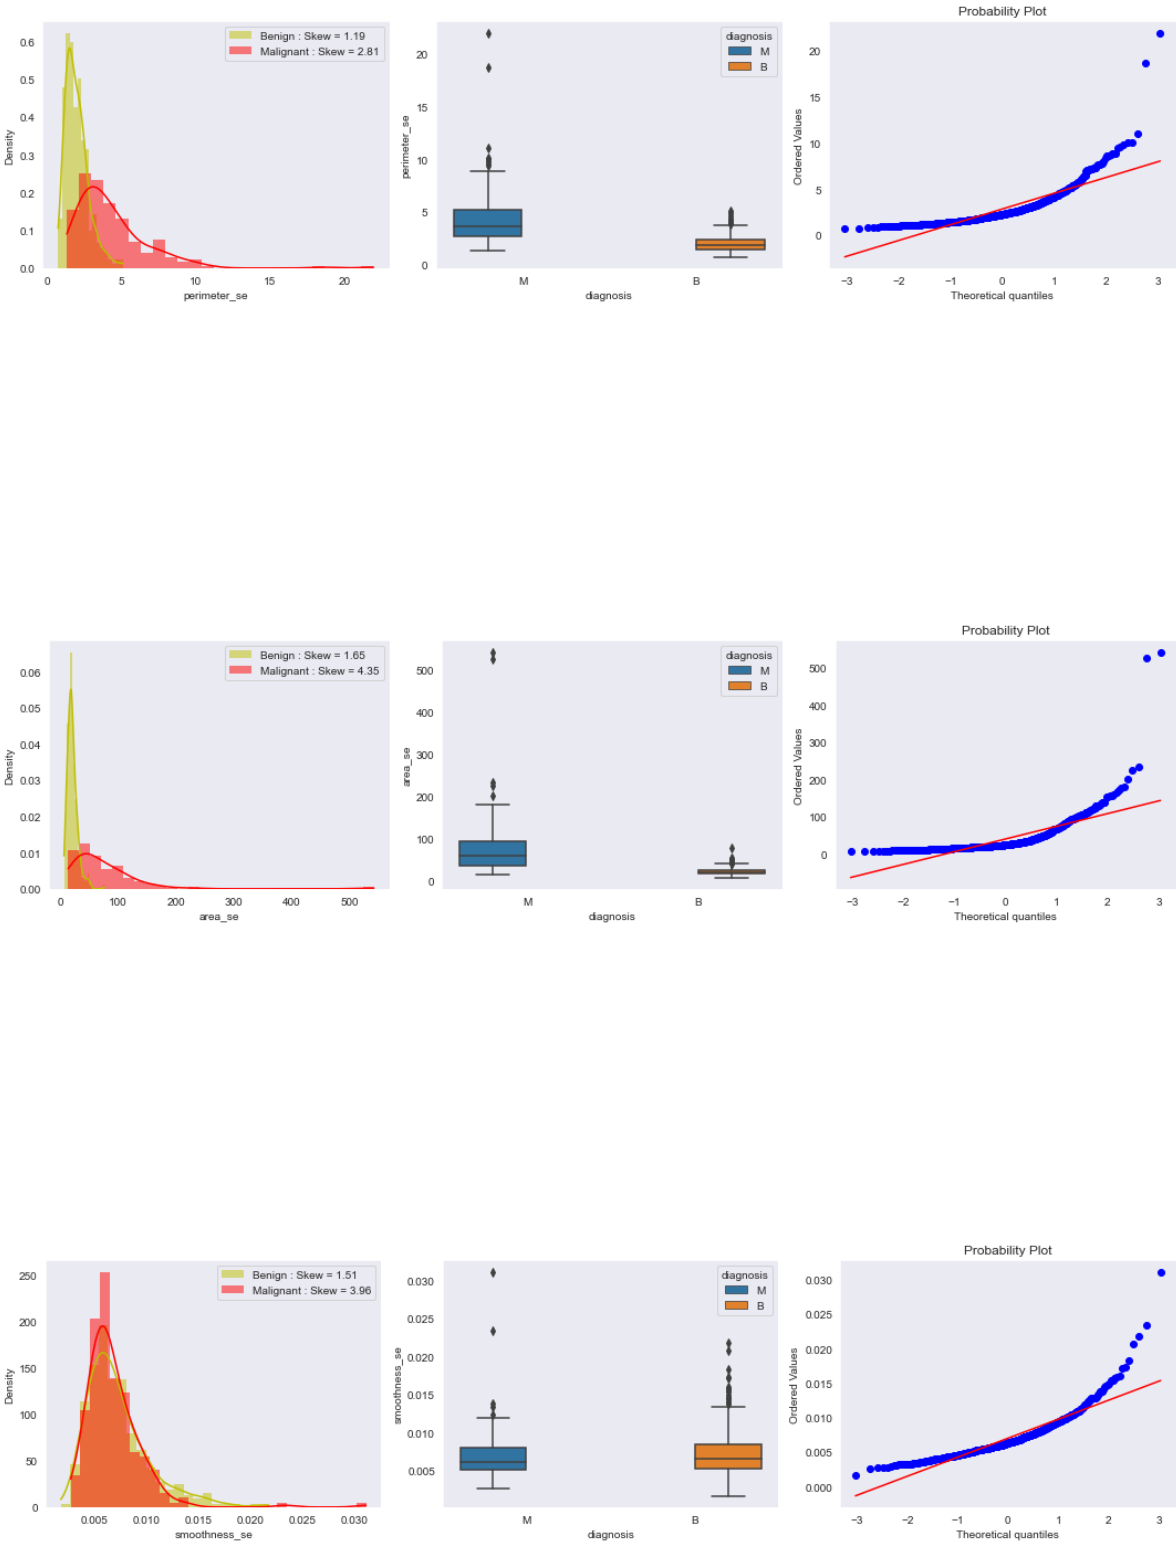 Probability Plot
Benign : Skew = 1.19
Malignant : Skew = 2.81
0.6
0.5
0.4
0.3
0.2
0.1
0.0
Density
0 5 10 15 20
perimeter_se
diagnosis
M
B
20
15
10
5
0
perimeter_se
M B
diagnosis
20
15
10
5
0
Ordered Values
−3 −2 −1 0 1 2 3
Theoretical quantiles
Probability Plot
Benign : Skew = 1.65
Malignant : Skew = 4.35
0.06
0.05
0.04
0.03
0.02
0.01
0.00
Density
0 100 200 300 400 500
area_se
diagnosis
M
B
500
400
300
200
100
0
area_se
M B
diagnosis
500
400
300
200
100
0
Ordered Values
−3 −2 −1 0 1 2 3
Theoretical quantiles
Probability Plot
Benign : Skew = 1.51
Malignant : Skew = 3.96
250
200
150
100
50
0
Density
0.005 0.010 0.015 0.020 0.025 0.030
smoothness_se
diagnosis
M
B
0.030
0.025
0.020
0.015
0.010
0.005
smoothness_se
M B
diagnosis
0.030
0.025
0.020
0.015
0.010
0.005
0.000
Ordered Values
−3 −2 −1 0 1 2 3
Theoretical quantiles